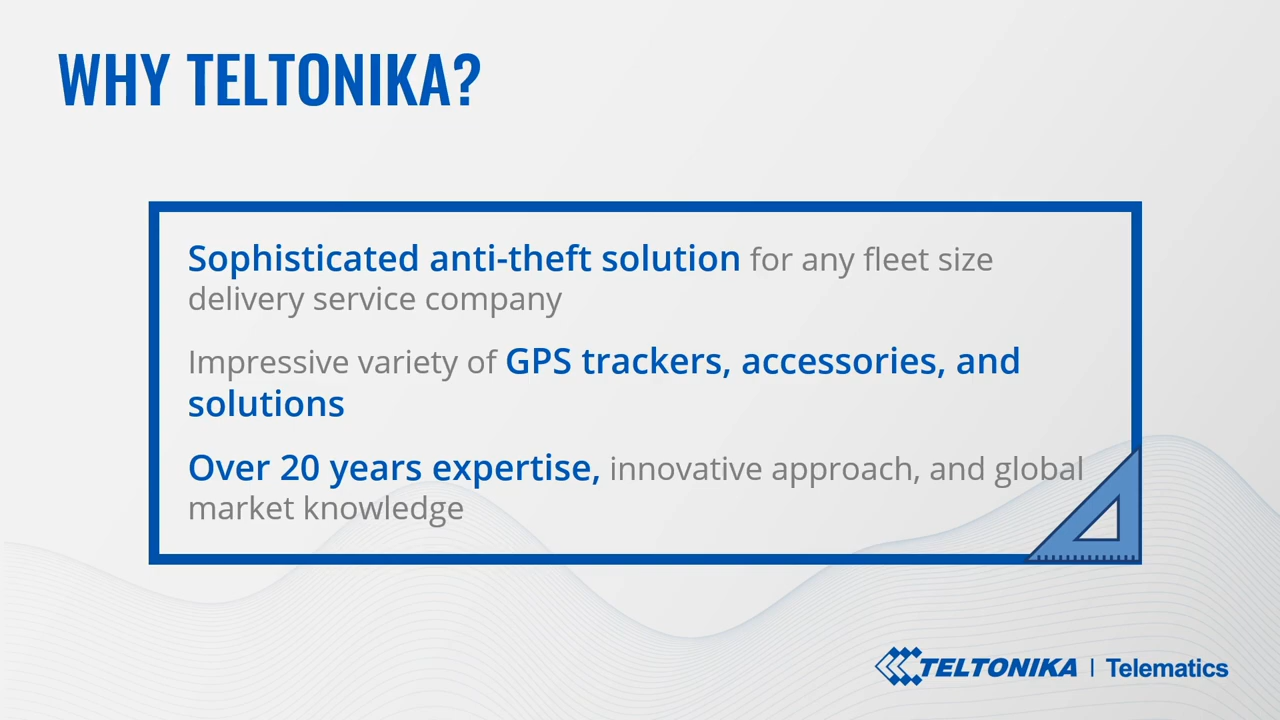 WHY TELTONIKA?
Sophisticated anti-theft solution for any fleet size
delivery service company
Impressive variety of GPS trackers, accessories, and
solutions
Over 20 years expertise, innovative approach, and global
market knowledge
TELTONIKA | Telematics